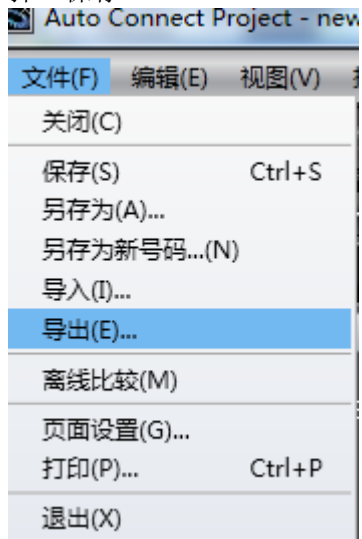 Auto Connect Project - new
文件(F) 编辑(E) 视图(V)
关闭(C)
保存(S) Ctrl+S
另存为(A)...
另存为新号码...(N)
导入(I)...
导出(E)...
离线比较(M)
页面设置(G)...
打印(P)... Ctrl+P
退出(X)